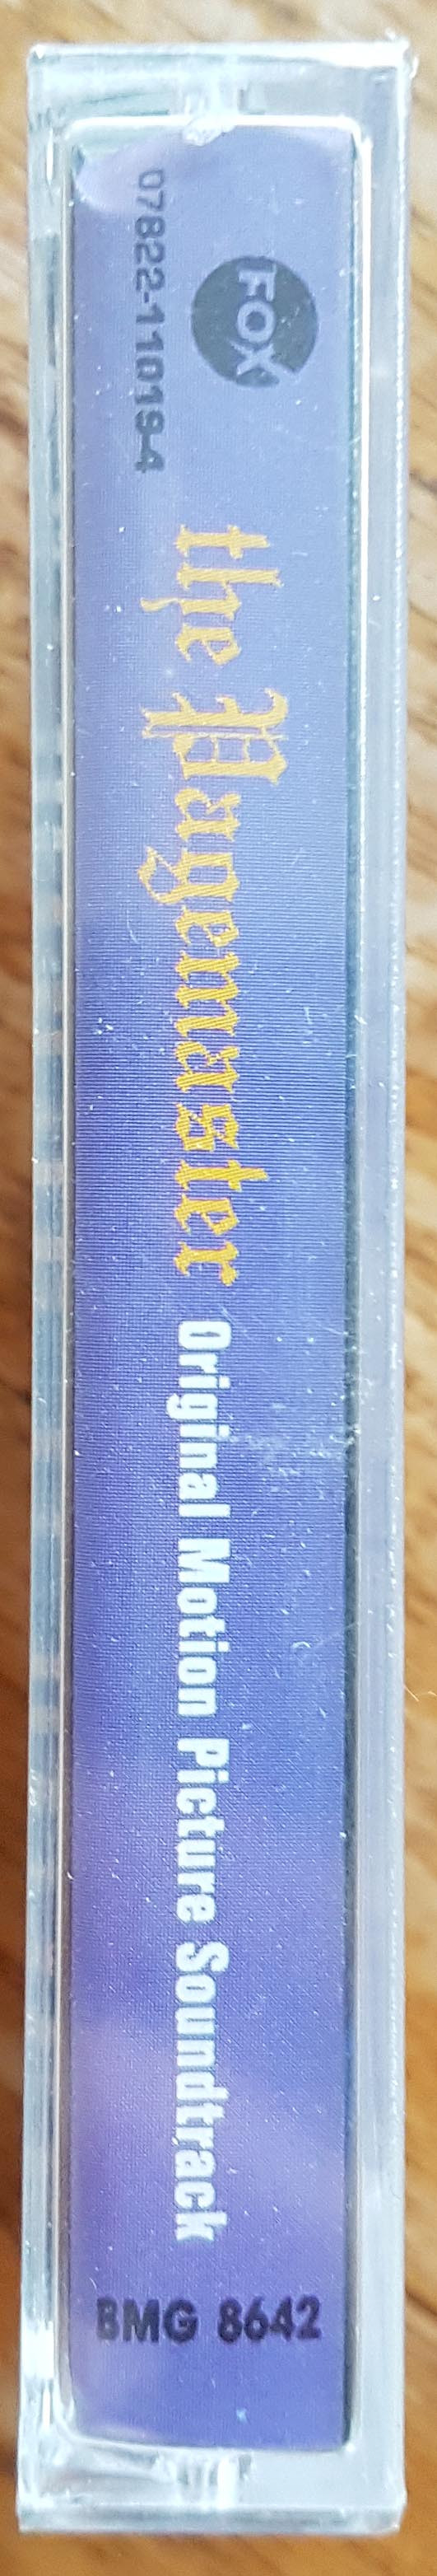 FOX
07822-11019-4
the Pagemaster
Original Motion Picture Soundtrack
BMG 8642